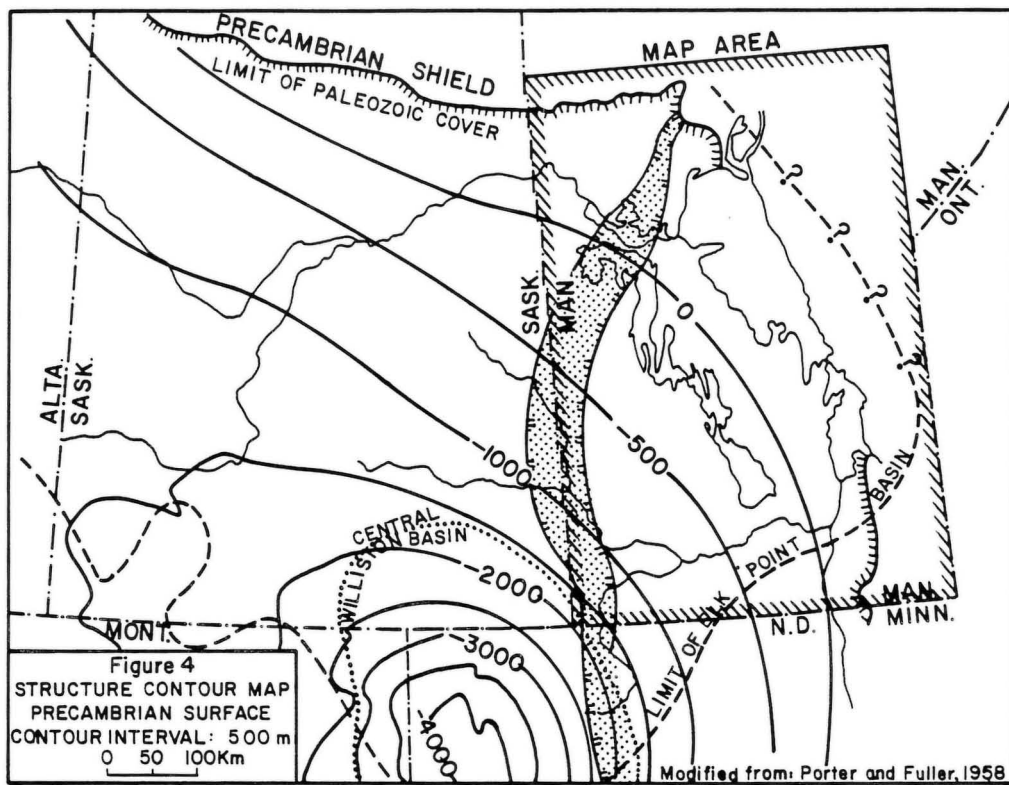 PRECAMBRIAN SHIELD
LIMIT OF PALEOZOIC COVER
MAP AREA
MAN.
ONT.
?
?
?
?
SASK.
MAN.
0
ALTA.
SASK.
-500
-1000
CENTRAL
WILLISTON BASIN
-2000
-3000
-4000
LIMIT OF ELK POINT BASIN
MONT.
N.D.
MAN.
MINN.
Figure 4
STRUCTURE CONTOUR MAP
PRECAMBRIAN SURFACE
CONTOUR INTERVAL: 500 m
0 50 100Km
Modified from: Porter and Fuller, 1958